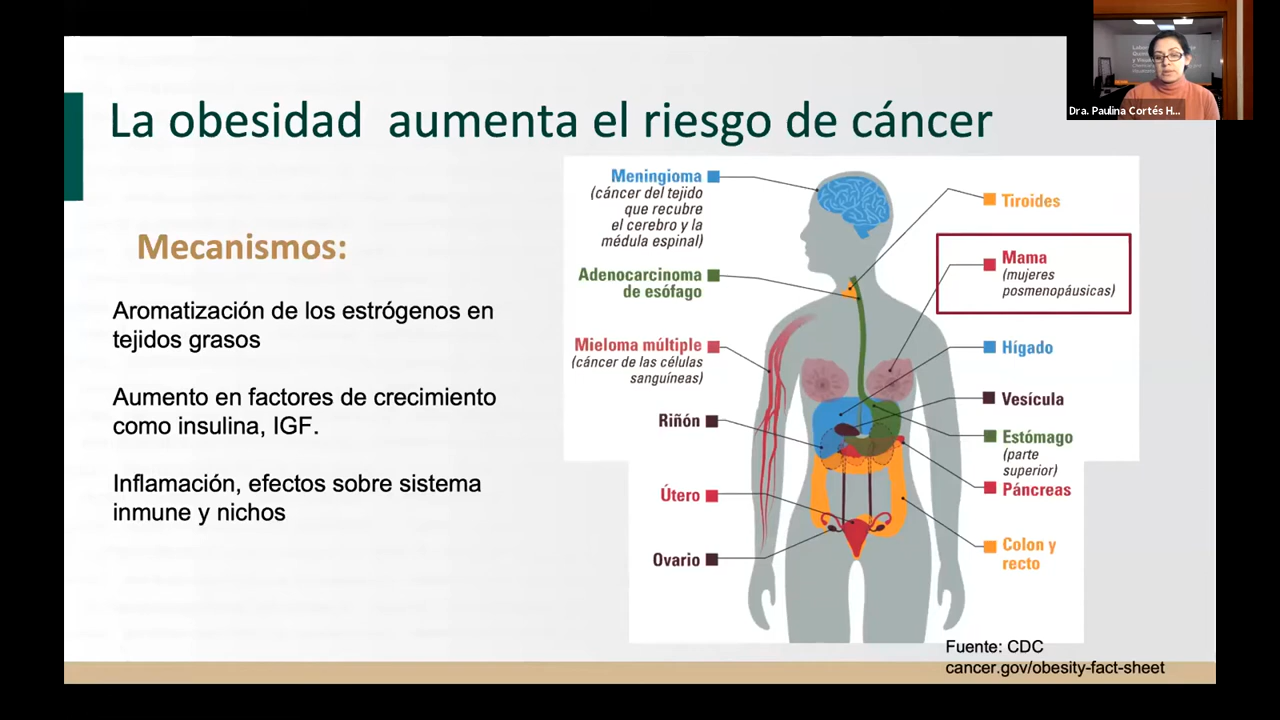 La obesidad aumenta el riesgo de cáncer
Mecanismos:
Aromatización de los estrógenos en
tejidos grasos
Aumento en factores de crecimiento
como insulina, IGF.
Inflamación, efectos sobre sistema
inmune y nichos
Meningioma
(cáncer del tejido
que recubre
el cerebro y la
médula espinal)
Adenocarcinoma
de esófago
Mieloma múltiple
(cáncer de las células
sanguíneas)
Riñón
Útero
Ovario
Tiroides
Mama
(mujeres
posmenopáusicas)
Hígado
Vesícula
Estómago
(parte
superior)
Páncreas
Colon y
recto
Fuente: CDC
cancer.gov/obesity-fact-sheet
Dra. Paulina Cortés H...